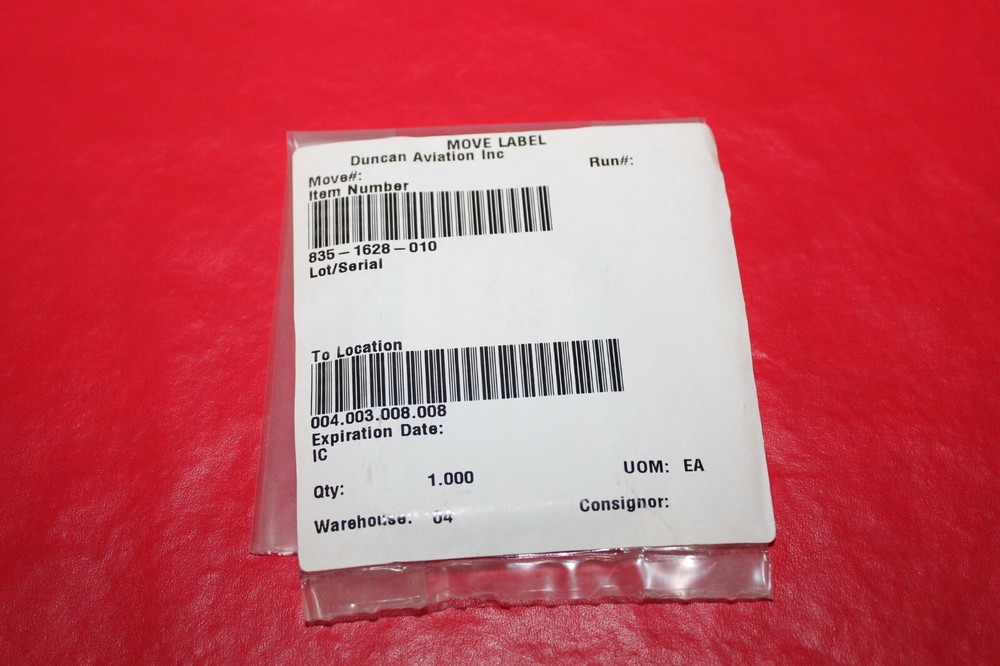 MOVE LABEL
Duncan Aviation Inc
Run#:
Move#:
Item Number
835-1628-010
Lot/Serial
To Location
004.003.008.008
Expiration Date:
IC
Qty: 1.000 UOM: EA
Warehouse: 04 Consignor: